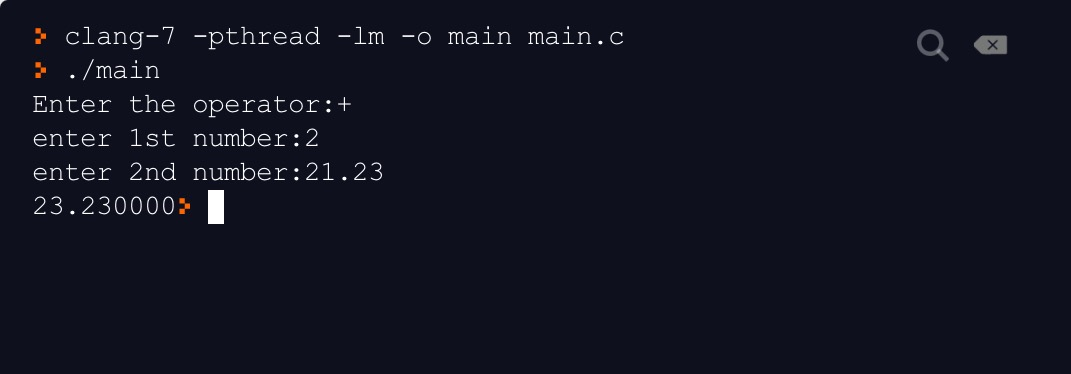 clang-7 -pthread -lm -o main main.c
./main
Enter the operator:+
enter 1st number:2
enter 2nd number:21.23
23.230000